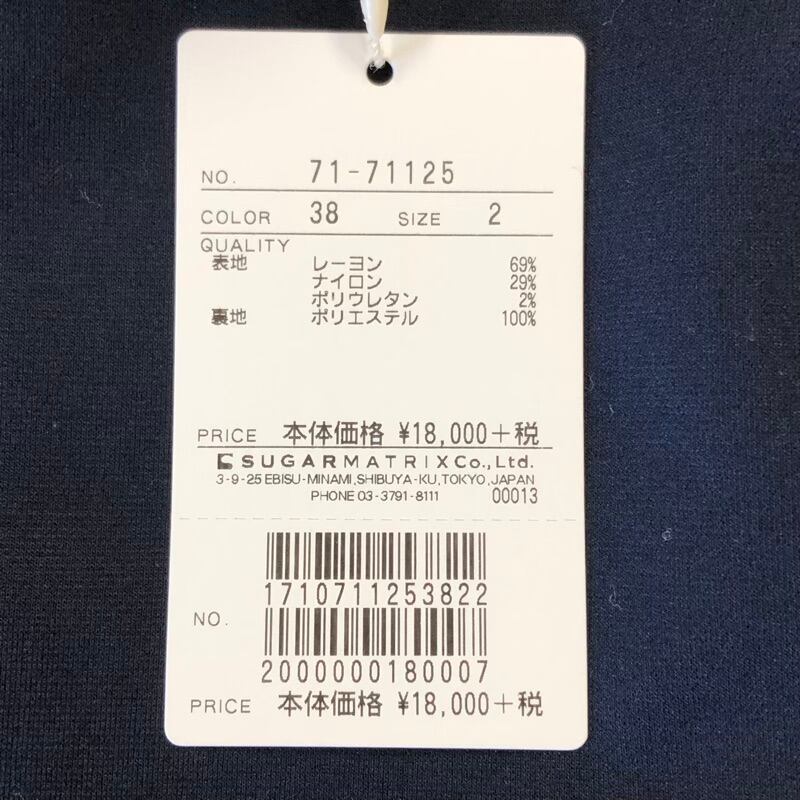 NO. 71-71125
COLOR 38 SIZE 2
QUALITY
表地 レーヨン 69%
ナイロン 29%
ポリウレタン 2%
裏地 ポリエステル 100%
PRICE 本体価格 ¥18,000+税
SUGARMATRIXCo.,Ltd.
3-9-25 EBISU-MINAMI,SHIBUYA-KU,TOKYO,JAPAN
PHONE 03-3791-8111 00013
1710711253822
NO.
2000000180007
PRICE 本体価格 ¥18,000+税